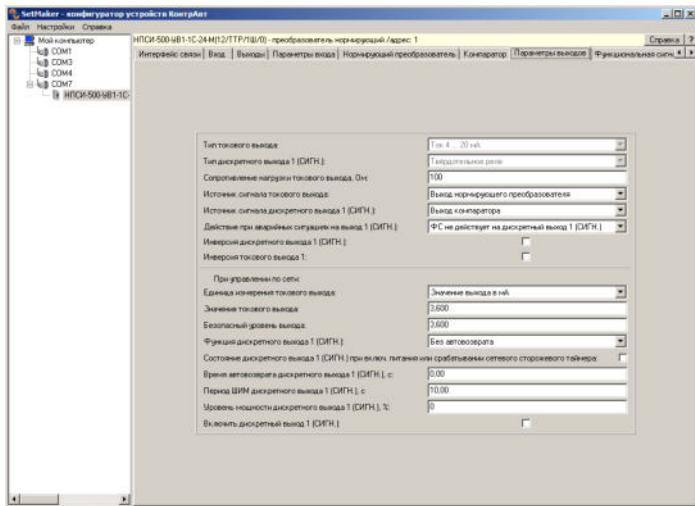 SetMaker - конфигуратор устройств КонтрАвт
Файл Настройки Справка
Мой компьютер
COM1
COM3
COM4
COM7
НПСИ-500-УВ1-1С-
НПСИ-500-УВ1-1С-24-М(12/ТТР/1Ш/0) - преобразователь нормирующий /адрес: 1
Справка ?
Интерфейс связи Вход Выходы Параметры входа Нормирующий преобразователь Компаратор Параметры выходов Функциональная сигн
Тип токового выхода: Ток 4 ... 20 мА
Тип дискретного выхода 1 (СИГН.): Твердотельное реле
Сопротивление нагрузки токового выхода, Ом: 100
Источник сигнала токового выхода: Выход нормирующего преобразователя
Источник сигнала дискретного выхода 1 (СИГН.): Выход компаратора
Действие при аварийных ситуациях на выход 1 (СИГН.): ФС не действует на дискретный выход 1 (СИГН.)
Инверсия дискретного выхода 1 (СИГН.):
Инверсия токового выхода 1:
При управлении по сети:
Единица измерения токового выхода: Значение выхода в мА
Значение токового выхода: 3,600
Безопасный уровень выхода: 3,600
Функция дискретного выхода 1 (СИГН.): Без автовозврата
Состояние дискретного выхода 1 (СИГН.) при включ. питания или срабатывании сетевого сторожевого таймера:
Время автовозврата дискретного выхода 1 (СИГН.), с: 0,00
Период ШИМ дискретного выхода 1 (СИГН.), с: 10,00
Уровень мощности дискретного выхода 1 (СИГН.), %: 0
Включить дискретный выход 1 (СИГН.)